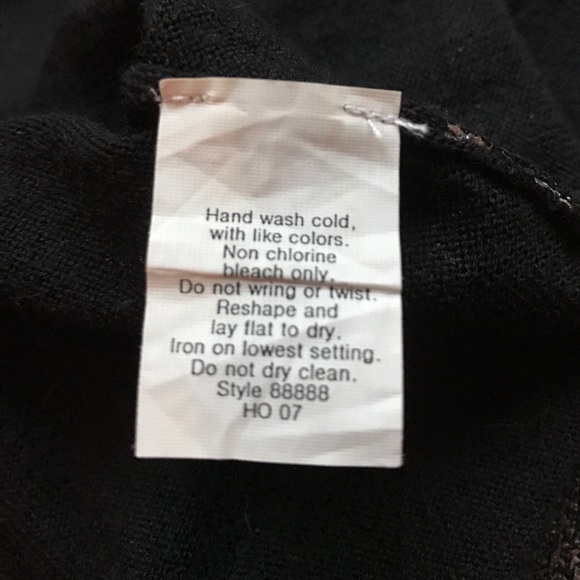 Hand wash cold,
with like colors.
Non chlorine
bleach only.
Do not wring or twist.
Reshape and
lay flat to dry.
Iron on lowest setting.
Do not dry clean.
Style 88888
HO 07